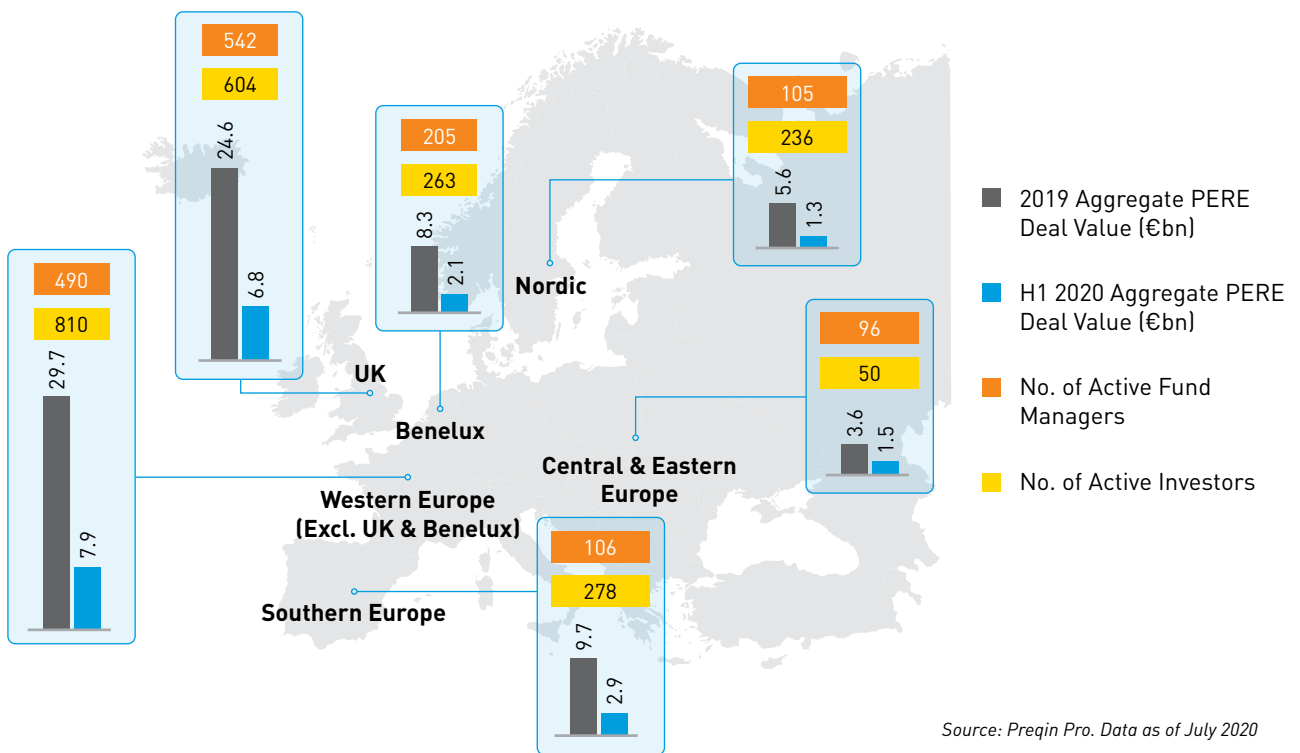 542
604
24.6
6.8
UK
205
263
8.3
2.1
Benelux
105
236
5.6
1.3
Nordic
490
810
29.7
7.9
Western Europe
(Excl. UK & Benelux)
96
50
3.6
1.5
Central & Eastern
Europe
106
278
9.7
2.9
Southern Europe
2019 Aggregate PERE
Deal Value (€bn)
H1 2020 Aggregate PERE
Deal Value (€bn)
No. of Active Fund
Managers
No. of Active Investors
Source: Preqin Pro. Data as of July 2020